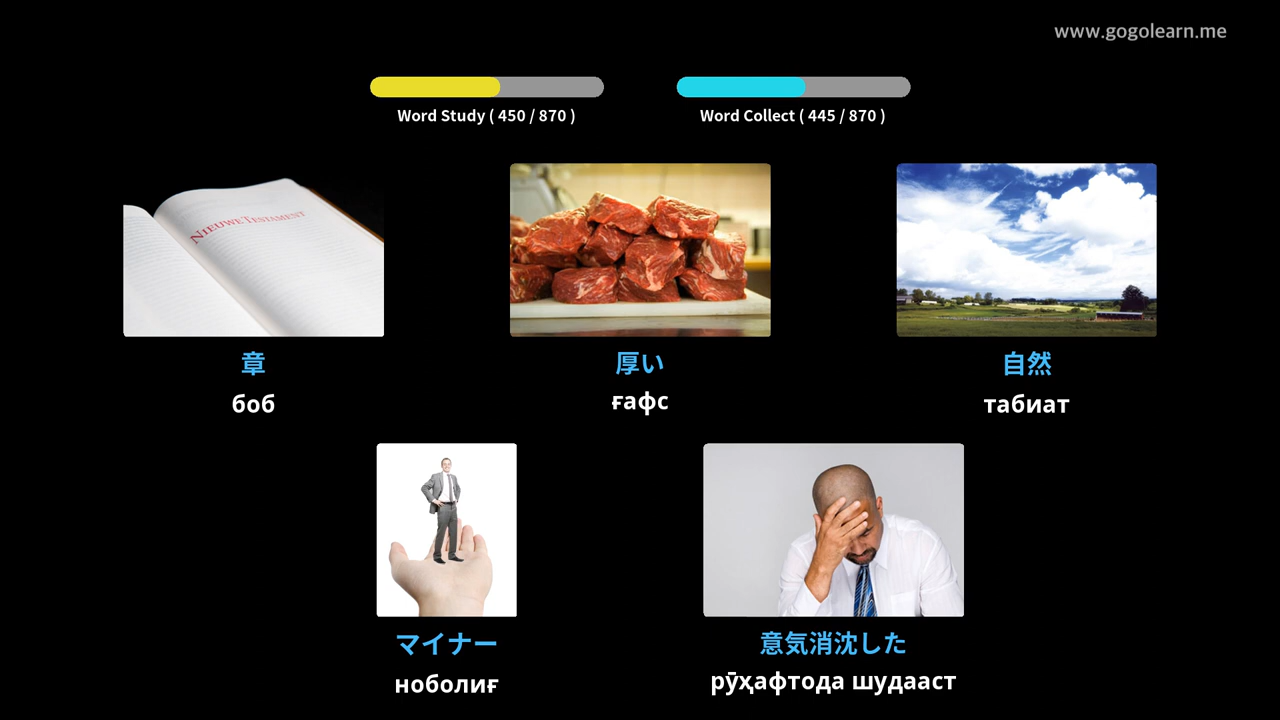 www.gogolearn.me
Word Study ( 450 / 870 )
Word Collect ( 445 / 870 )
NIEUWE TESTAMENT
章
боб
厚い
ғафс
自然
табиат
マイナー
ноболиғ
意気消沈した
рӯҳафтода шудааст